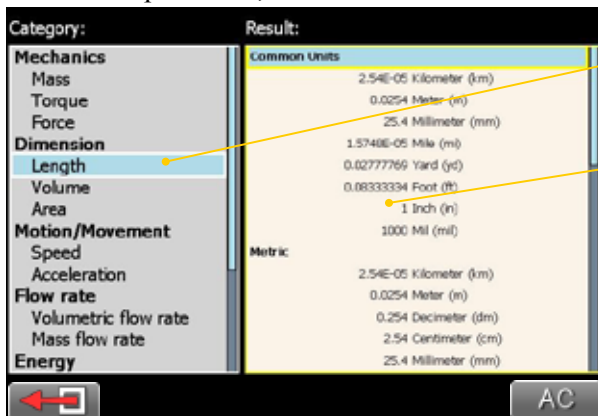 Category:
Mechanics
Mass
Torque
Force
Dimension
Length
Volume
Area
Motion/Movement
Speed
Acceleration
Flow rate
Volumetric flow rate
Mass flow rate
Energy
Result:
Common Units
2.54E-05 Kilometer (km)
0.0254 Meter (m)
25.4 Millimeter (mm)
1.5748E-05 Mile (mi)
0.02777769 Yard (yd)
0.08333334 Foot (ft)
1 Inch (in)
1000 Mil (mil)
Metric
2.54E-05 Kilometer (km)
0.0254 Meter (m)
0.254 Decimeter (dm)
2.54 Centimeter (cm)
25.4 Millimeter (mm)
AC